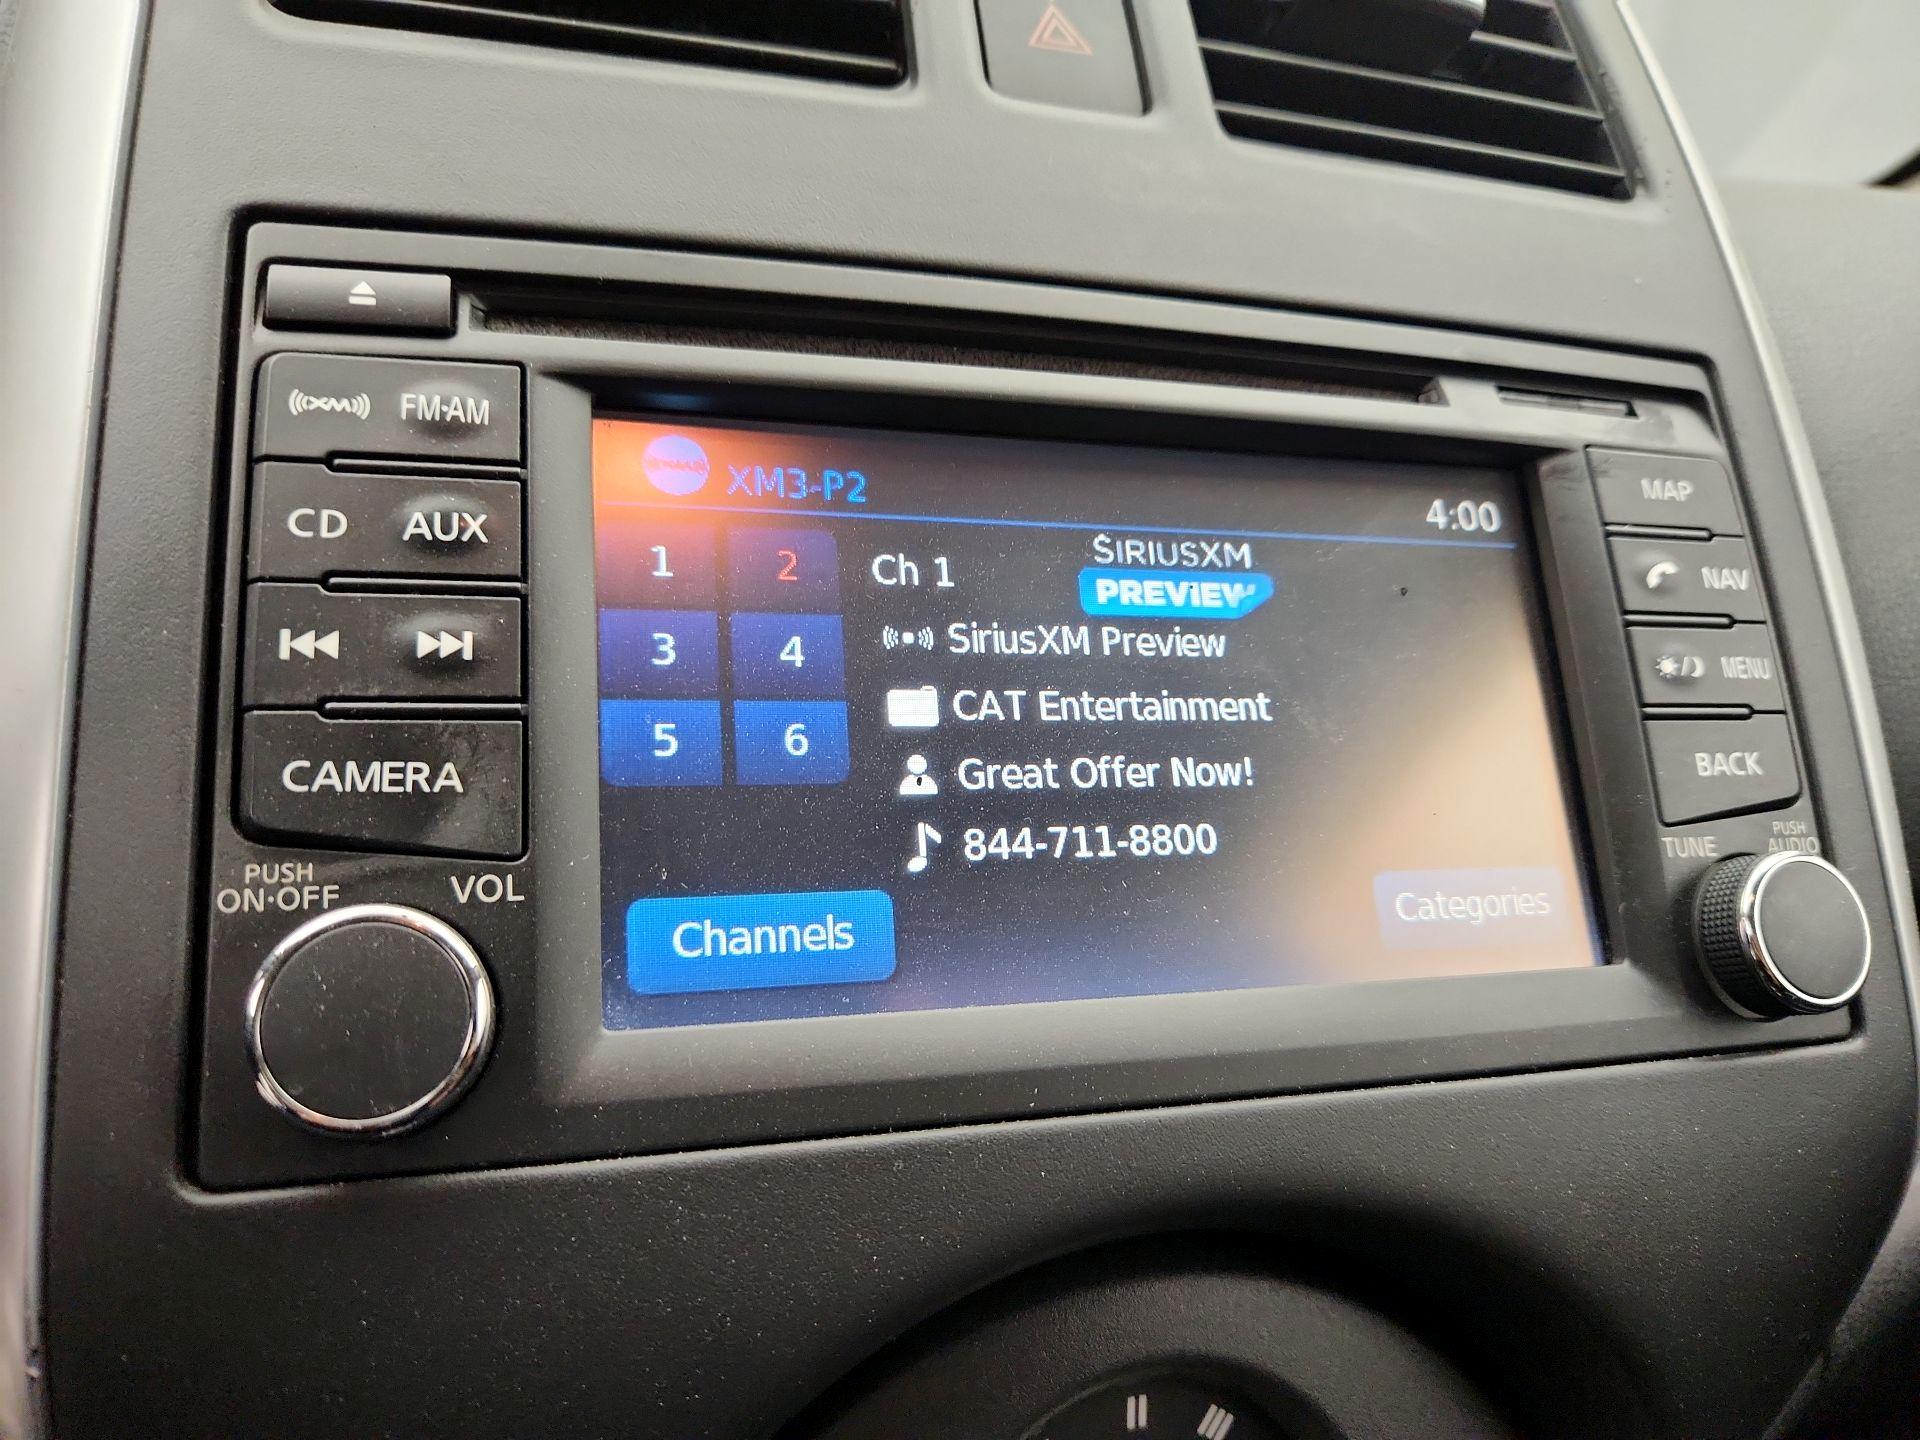 XM FM·AM
CD AUX
CAMERA
PUSH
ON·OFF
VOL
XM3-P2
4:00
1 2
3 4
5 6
Ch 1
SIRIUSXM
PREVIEW
SiriusXM Preview
CAT Entertainment
Great Offer Now!
844-711-8800
Channels
Categories
MAP
NAV
MENU
BACK
TUNE
PUSH
AUDIO